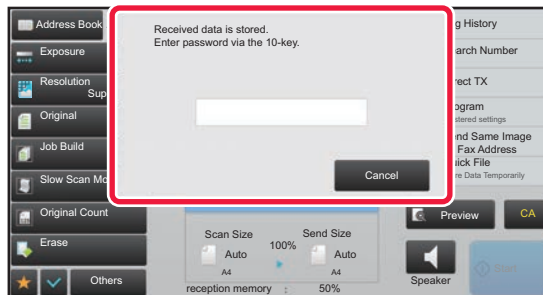 Address Book
Exposure
Resolution
Sup
Original
Job Build
Slow Scan Mo
Original Count
Erase
Others
Received data is stored.
Enter password via the 10-key.
Cancel
g History
arch Number
rect TX
ogram
stered settings
nd Same Image
Fax Address
uick File
re Data Temporarily
Preview
CA
Scan Size
100%
Send Size
Auto
Auto
A4
A4
reception memory : 50%
Speaker
Start